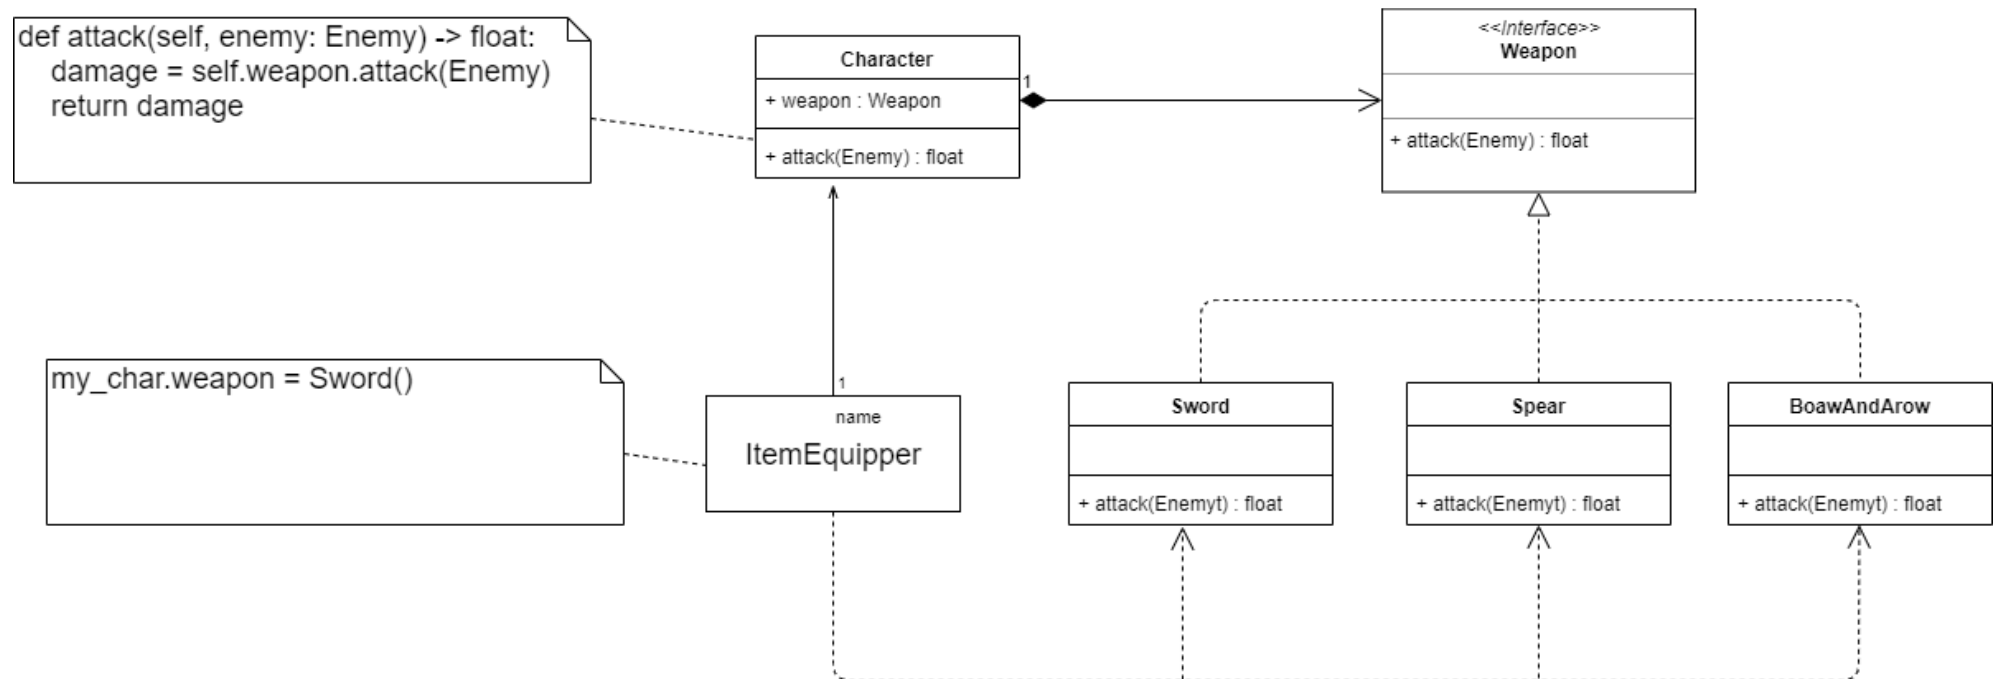 def attack(self, enemy: Enemy) -> float:
damage = self.weapon.attack(Enemy)
return damage
Character
+ weapon : Weapon
+ attack(Enemy) : float
1
<<Interface>>
Weapon
+ attack(Enemy) : float
my_char.weapon = Sword()
1
name
ItemEquipper
Sword
+ attack(Enemyt) : float
Spear
+ attack(Enemyt) : float
BoawAndArow
+ attack(Enemyt) : float